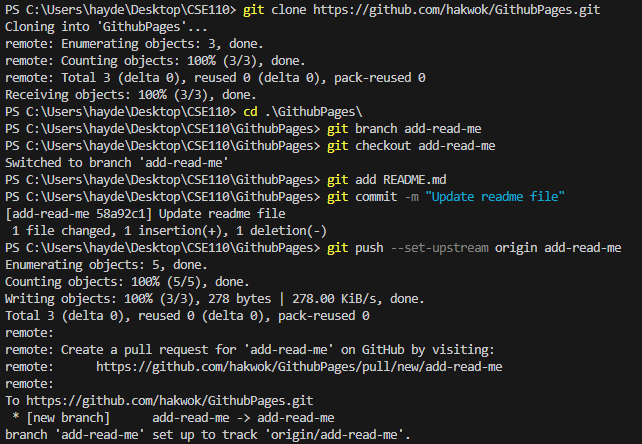 PS C:\Users\hayde\Desktop\CSE110> git clone https://github.com/hakwok/GithubPages.git
Cloning into 'GithubPages'...
remote: Enumerating objects: 3, done.
remote: Counting objects: 100% (3/3), done.
remote: Total 3 (delta 0), reused 0 (delta 0), pack-reused 0
Receiving objects: 100% (3/3), done.
PS C:\Users\hayde\Desktop\CSE110> cd .\GithubPages\
PS C:\Users\hayde\Desktop\CSE110\GithubPages> git branch add-read-me
PS C:\Users\hayde\Desktop\CSE110\GithubPages> git checkout add-read-me
Switched to branch 'add-read-me'
PS C:\Users\hayde\Desktop\CSE110\GithubPages> git add README.md
PS C:\Users\hayde\Desktop\CSE110\GithubPages> git commit -m "Update readme file"
[add-read-me 58a92c1] Update readme file
 1 file changed, 1 insertion(+), 1 deletion(-)
PS C:\Users\hayde\Desktop\CSE110\GithubPages> git push --set-upstream origin add-read-me
Enumerating objects: 5, done.
Counting objects: 100% (5/5), done.
Writing objects: 100% (3/3), 278 bytes | 278.00 KiB/s, done.
Total 3 (delta 0), reused 0 (delta 0), pack-reused 0
remote:
remote: Create a pull request for 'add-read-me' on GitHub by visiting:
remote:      https://github.com/hakwok/GithubPages/pull/new/add-read-me
remote:
To https://github.com/hakwok/GithubPages.git
 * [new branch]      add-read-me -> add-read-me
branch 'add-read-me' set up to track 'origin/add-read-me'.